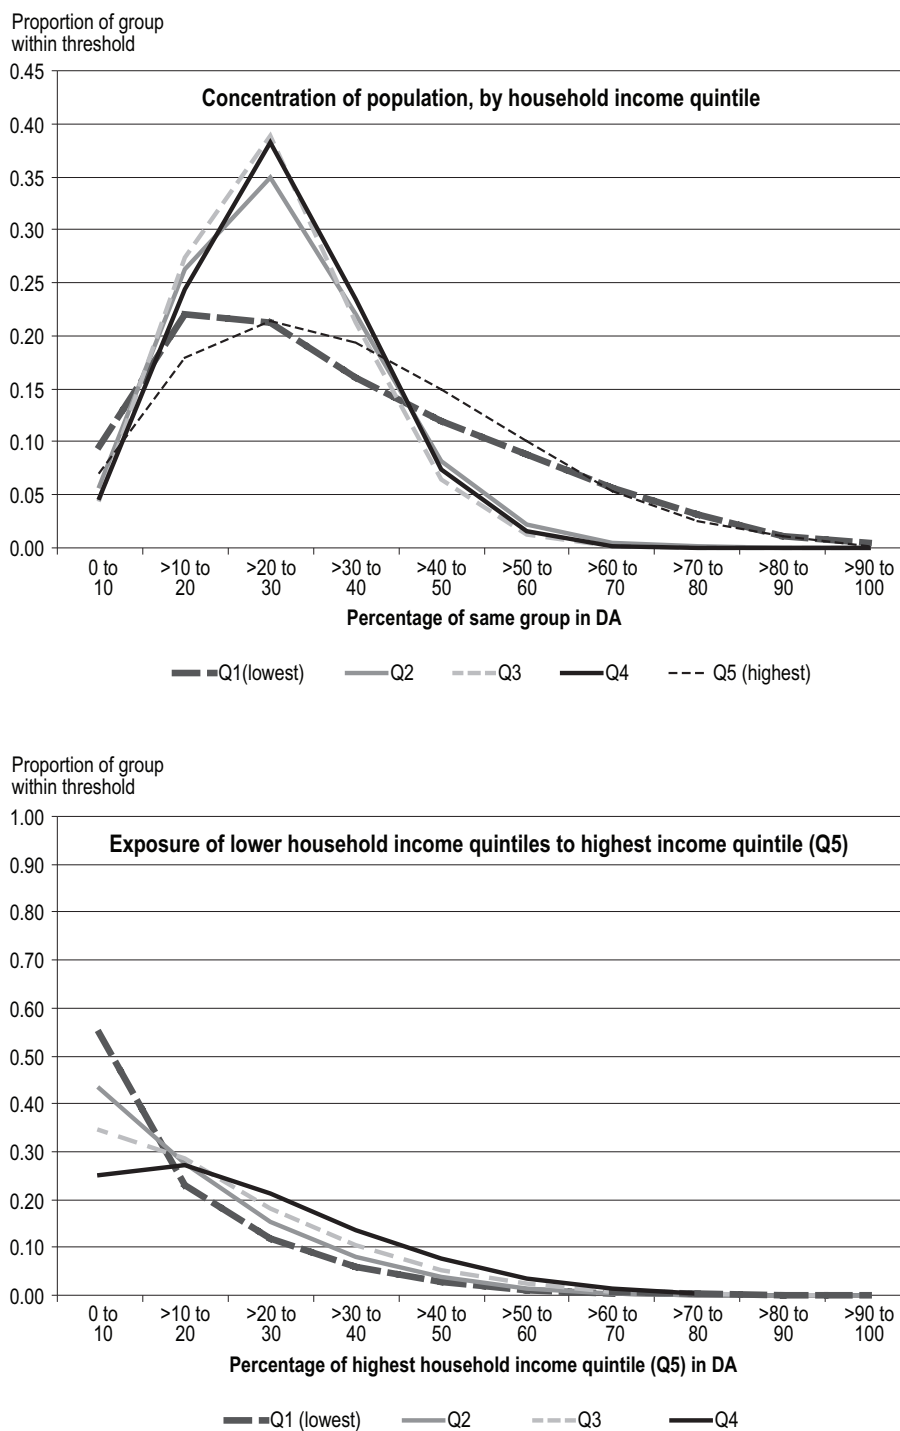 Proportion of group
within threshold
0.45
Concentration of population, by household income quintile
0.40
0.35
0.30
0.25
0.20
0.15
0.10
0.05
0.00
0 to >10 to >20 to >30 to >40 to >50 to >60 to >70 to >80 to >90 to
10 20 30 40 50 60 70 80 90 100
Percentage of same group in DA
Q1(lowest) Q2 Q3 Q4 Q5 (highest)
Proportion of group
within threshold
1.00
Exposure of lower household income quintiles to highest income quintile (Q5)
0.90
0.80
0.70
0.60
0.50
0.40
0.30
0.20
0.10
0.00
0 to >10 to >20 to >30 to >40 to >50 to >60 to >70 to >80 to >90 to
10 20 30 40 50 60 70 80 90 100
Percentage of highest household income quintile (Q5) in DA
Q1 (lowest) Q2 Q3 Q4